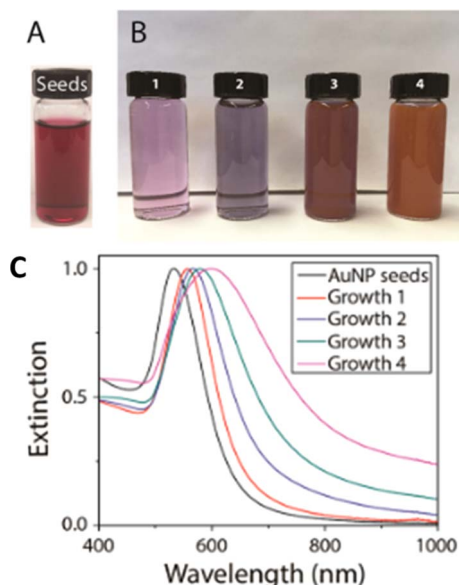 A
B
Seeds
1
2
3
4
C
1.0
0.5
0.0
Extinction
AuNP seeds
Growth 1
Growth 2
Growth 3
Growth 4
400
600
800
1000
Wavelength (nm)